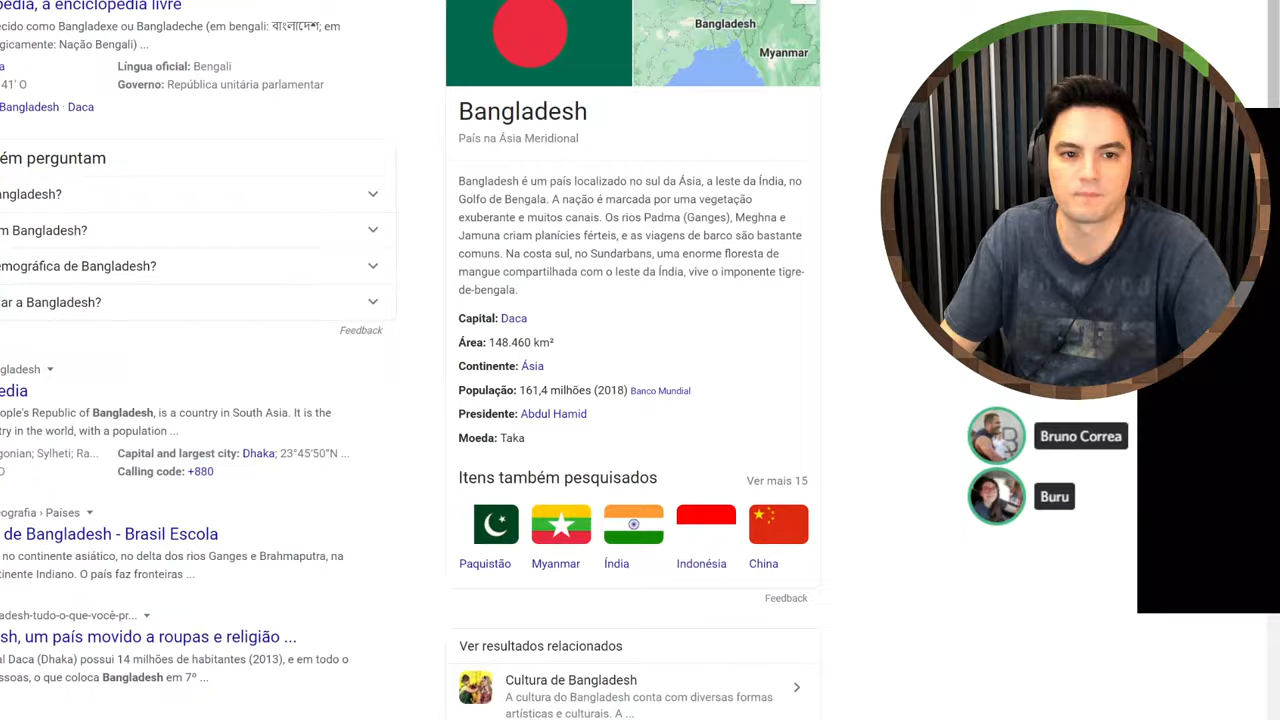 pedia, a enciclopédia livre
ecido como Bangladexe ou Bangladeche (em bengali: বাংলাদেশ; em
gicamente: Nação Bengali) ...
a
Língua oficial: Bengali
41' O
Governo: República unitária parlamentar
Bangladesh · Daca
ém perguntam
angladesh?
m Bangladesh?
emográfica de Bangladesh?
ar a Bangladesh?
Feedback
gladesh
edia
ople's Republic of Bangladesh, is a country in South Asia. It is the
try in the world, with a population ...
gonian; Sylheti; Ra...
Capital and largest city: Dhaka; 23°45′50″N ...
O
Calling code: +880
eografia › Países
de Bangladesh - Brasil Escola
no continente asiático, no delta dos rios Ganges e Brahmaputra, na
tinente Indiano. O país faz fronteiras ...
adesh-tudo-o-que-você-pr...
sh, um país movido a roupas e religião ...
al Daca (Dhaka) possui 14 milhões de habitantes (2013), e em todo o
ssoas, o que coloca Bangladesh em 7º ...
Bangladesh
Myanmar
Bangladesh
País na Ásia Meridional
Bangladesh é um país localizado no sul da Ásia, a leste da Índia, no
Golfo de Bengala. A nação é marcada por uma vegetação
exuberante e muitos canais. Os rios Padma (Ganges), Meghna e
Jamuna criam planícies férteis, e as viagens de barco são bastante
comuns. Na costa sul, no Sundarbans, uma enorme floresta de
mangue compartilhada com o leste da Índia, vive o imponente tigre-
de-bengala.
Capital: Daca
Área: 148.460 km²
Continente: Ásia
População: 161,4 milhões (2018) Banco Mundial
Presidente: Abdul Hamid
Moeda: Taka
Itens também pesquisados
Ver mais 15
Paquistão
Myanmar
Índia
Indonésia
China
Feedback
Ver resultados relacionados
Cultura de Bangladesh
A cultura do Bangladesh conta com diversas formas
artísticas e culturais. A ...
Bruno Correa
Buru